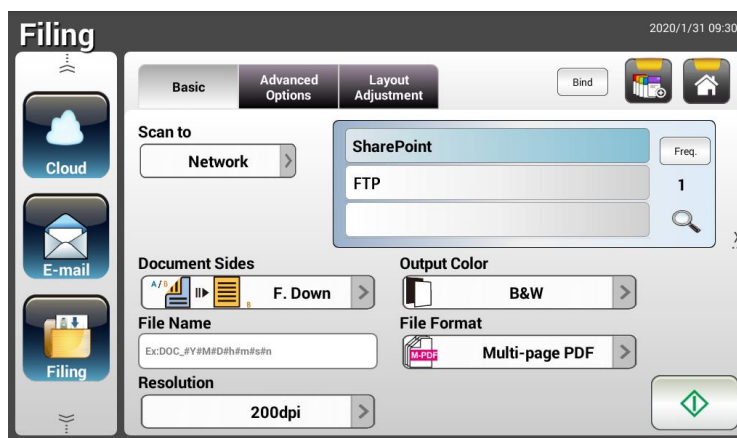 Filing
2020/1/31 09:30
Basic
Advanced
Options
Layout
Adjustment
Bind
Cloud
E-mail
Filing
Scan to
Network
SharePoint
FTP
Freq.
1
Document Sides
A/B
B
F. Down
Output Color
B&W
File Name
Ex:DOC_#Y#M#D#h#m#s#n
File Format
M-PDF
Multi-page PDF
Resolution
200dpi